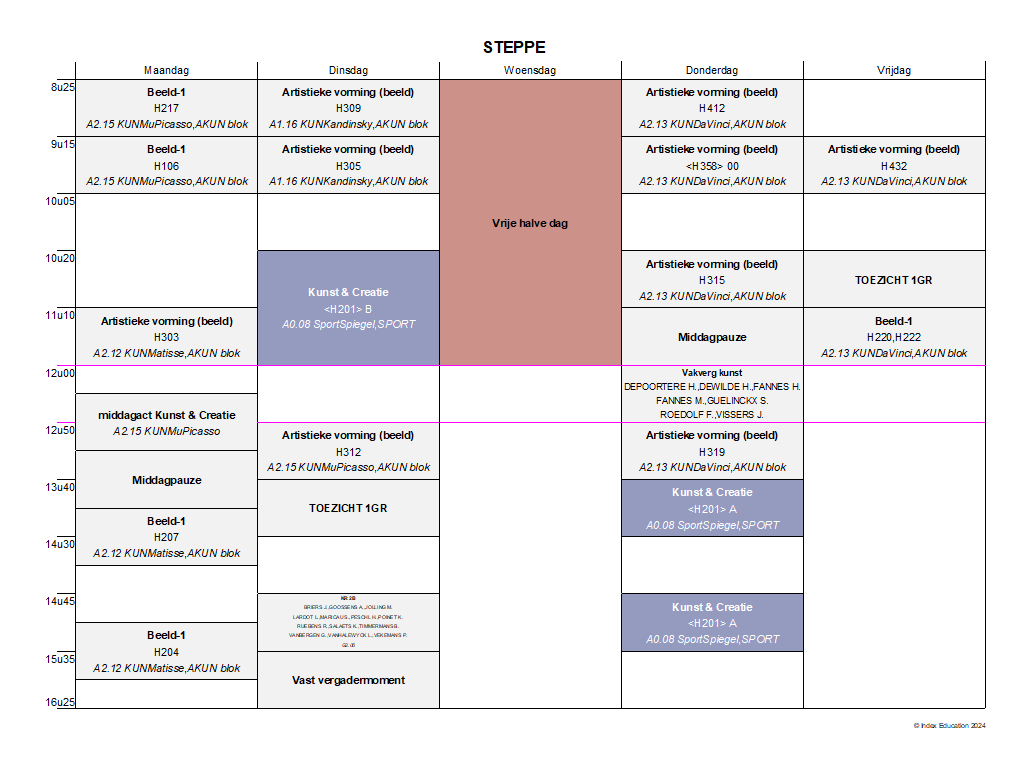 STEPPE
Maandag
Dinsdag
Woensdag
Donderdag
Vrijdag
8u25
9u15
10u05
10u20
11u10
12u00
12u50
13u40
14u30
14u45
15u35
16u25
Beeld-1
H217
A2.15 KUNMuPicasso,AKUN blok
Beeld-1
H106
A2.15 KUNMuPicasso,AKUN blok
Artistieke vorming (beeld)
H303
A2.12 KUNMatisse,AKUN blok
middagact Kunst & Creatie
A2.15 KUNMuPicasso
Middagpauze
Beeld-1
H207
A2.12 KUNMatisse,AKUN blok
Beeld-1
H204
A2.12 KUNMatisse,AKUN blok
Artistieke vorming (beeld)
H309
A1.16 KUNKandinsky,AKUN blok
Artistieke vorming (beeld)
H305
A1.16 KUNKandinsky,AKUN blok
Kunst & Creatie
<H201> B
A0.08 SportSpiegel,SPORT
Artistieke vorming (beeld)
H312
A2.15 KUNMuPicasso,AKUN blok
TOEZICHT 1GR
BRIERS J.,GOOSSENS A.,JOLLING M.
LARDOT L.,MARICAU S.,PESCHL H.,POINET K.
RIJEBENS R.,SALAETS K.,TIMMERMANS B.
VANBERGEN G.,VANHALEWYCK L.,VEKEMANS P.
Vast vergadermoment
Vrije halve dag
Artistieke vorming (beeld)
H412
A2.13 KUNDaVinci,AKUN blok
Artistieke vorming (beeld)
<H358> 00
A2.13 KUNDaVinci,AKUN blok
Artistieke vorming (beeld)
H315
A2.13 KUNDaVinci,AKUN blok
Middagpauze
Vakverg kunst
DEPOORTERE H.,DEWILDE H.,FANNES H.
FANNES M.,GUELINCKX S.
ROEDOLF F.,VISSERS J.
Artistieke vorming (beeld)
H319
A2.13 KUNDaVinci,AKUN blok
Kunst & Creatie
<H201> A
A0.08 SportSpiegel,SPORT
Kunst & Creatie
<H201> A
A0.08 SportSpiegel,SPORT
Artistieke vorming (beeld)
H432
A2.13 KUNDaVinci,AKUN blok
TOEZICHT 1GR
Beeld-1
H220,H222
A2.13 KUNDaVinci,AKUN blok
© Index Education 2024